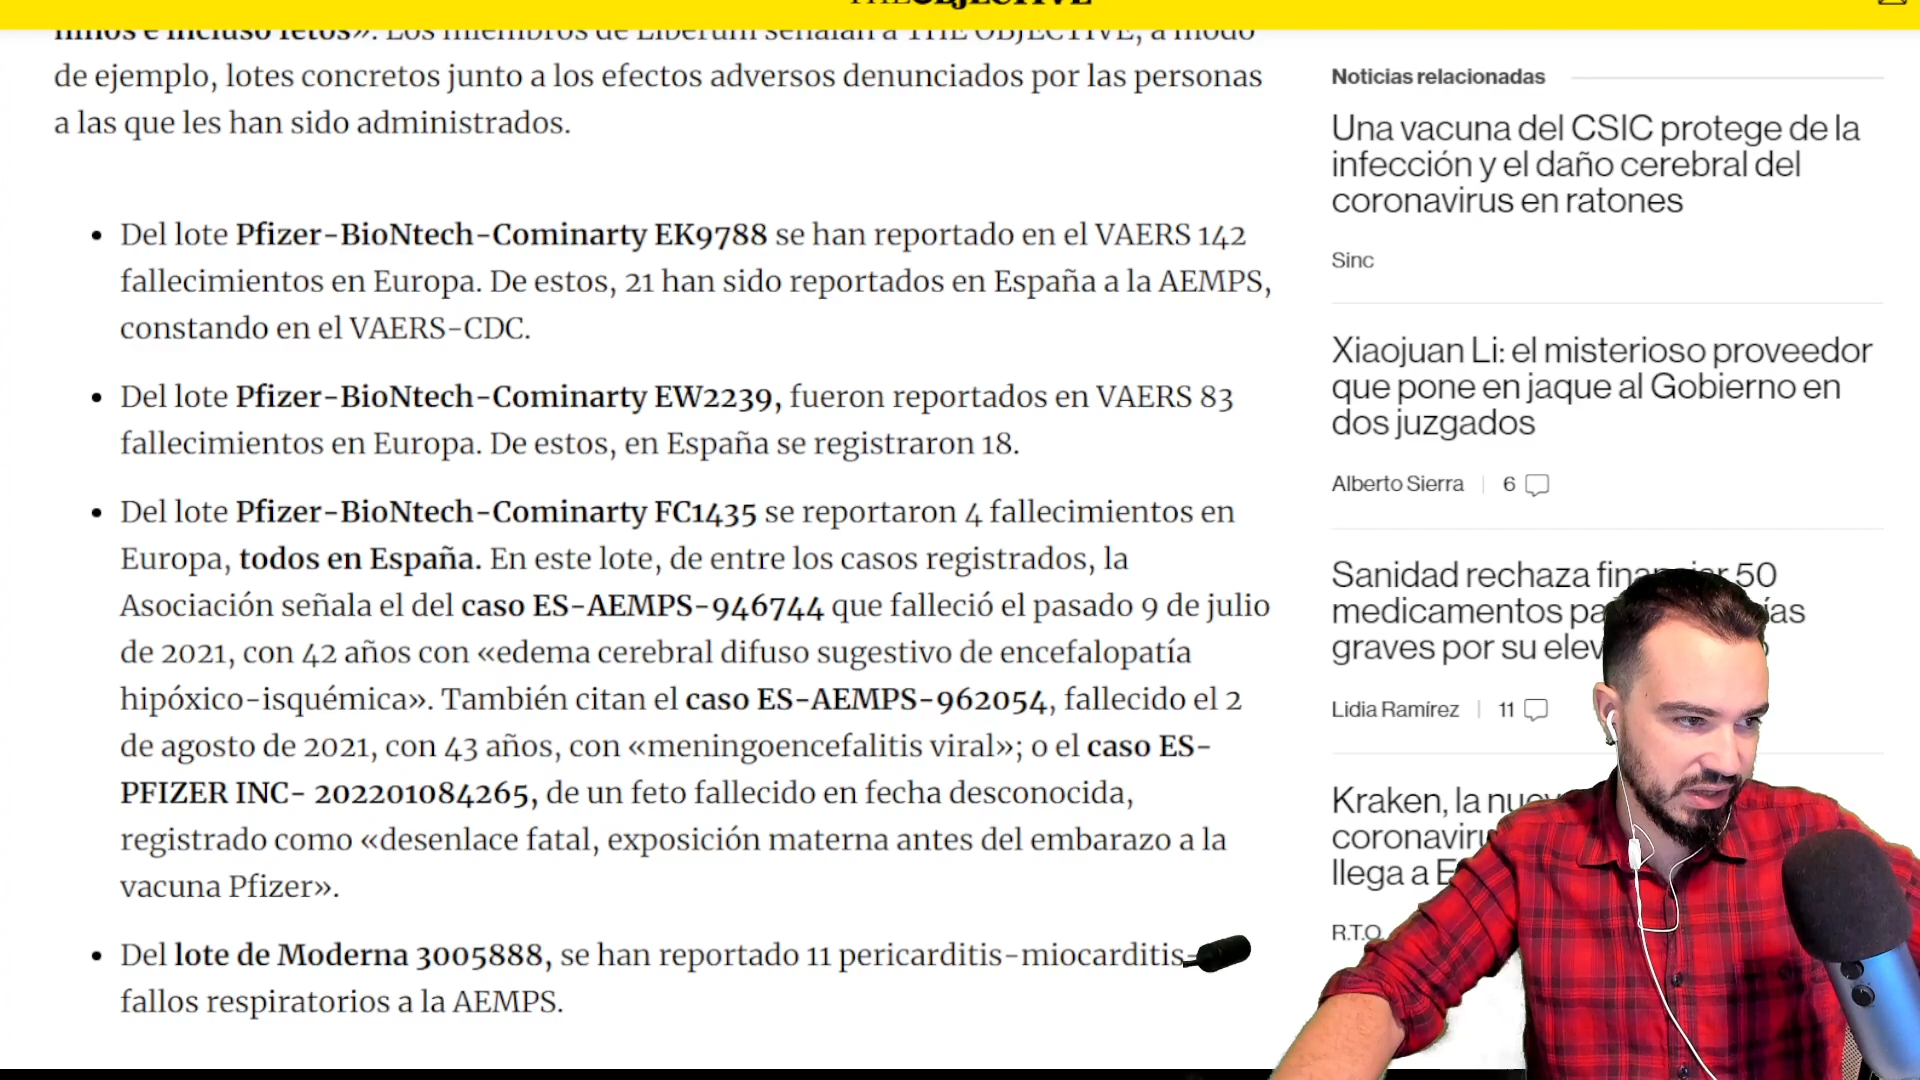 THE OBJECTIVE
niños e incluso fetos». Los miembros de Liberum señalan a THE OBJECTIVE, a modo
de ejemplo, lotes concretos junto a los efectos adversos denunciados por las personas
a las que les han sido administrados.
Del lote Pfizer-BioNtech-Cominarty EK9788 se han reportado en el VAERS 142
fallecimientos en Europa. De estos, 21 han sido reportados en España a la AEMPS,
constando en el VAERS-CDC.
Del lote Pfizer-BioNtech-Cominarty EW2239, fueron reportados en VAERS 83
fallecimientos en Europa. De estos, en España se registraron 18.
Del lote Pfizer-BioNtech-Cominarty FC1435 se reportaron 4 fallecimientos en
Europa, todos en España. En este lote, de entre los casos registrados, la
Asociación señala el del caso ES-AEMPS-946744 que falleció el pasado 9 de julio
de 2021, con 42 años con «edema cerebral difuso sugestivo de encefalopatía
hipóxico-isquémica». También citan el caso ES-AEMPS-962054, fallecido el 2
de agosto de 2021, con 43 años, con «meningoencefalitis viral»; o el caso ES-
PFIZER INC- 202201084265, de un feto fallecido en fecha desconocida,
registrado como «desenlace fatal, exposición materna antes del embarazo a la
vacuna Pfizer».
Del lote de Moderna 3005888, se han reportado 11 pericarditis-miocarditis-
fallos respiratorios a la AEMPS.
Noticias relacionadas
Una vacuna del CSIC protege de la
infección y el daño cerebral del
coronavirus en ratones
Sinc
Xiaojuan Li: el misterioso proveedor
que pone en jaque al Gobierno en
dos juzgados
Alberto Sierra 6
Sanidad rechaza financiar 50
medicamentos
graves por su
Lidia Ramírez 11
Kraken, la
llega a
R.T.O.